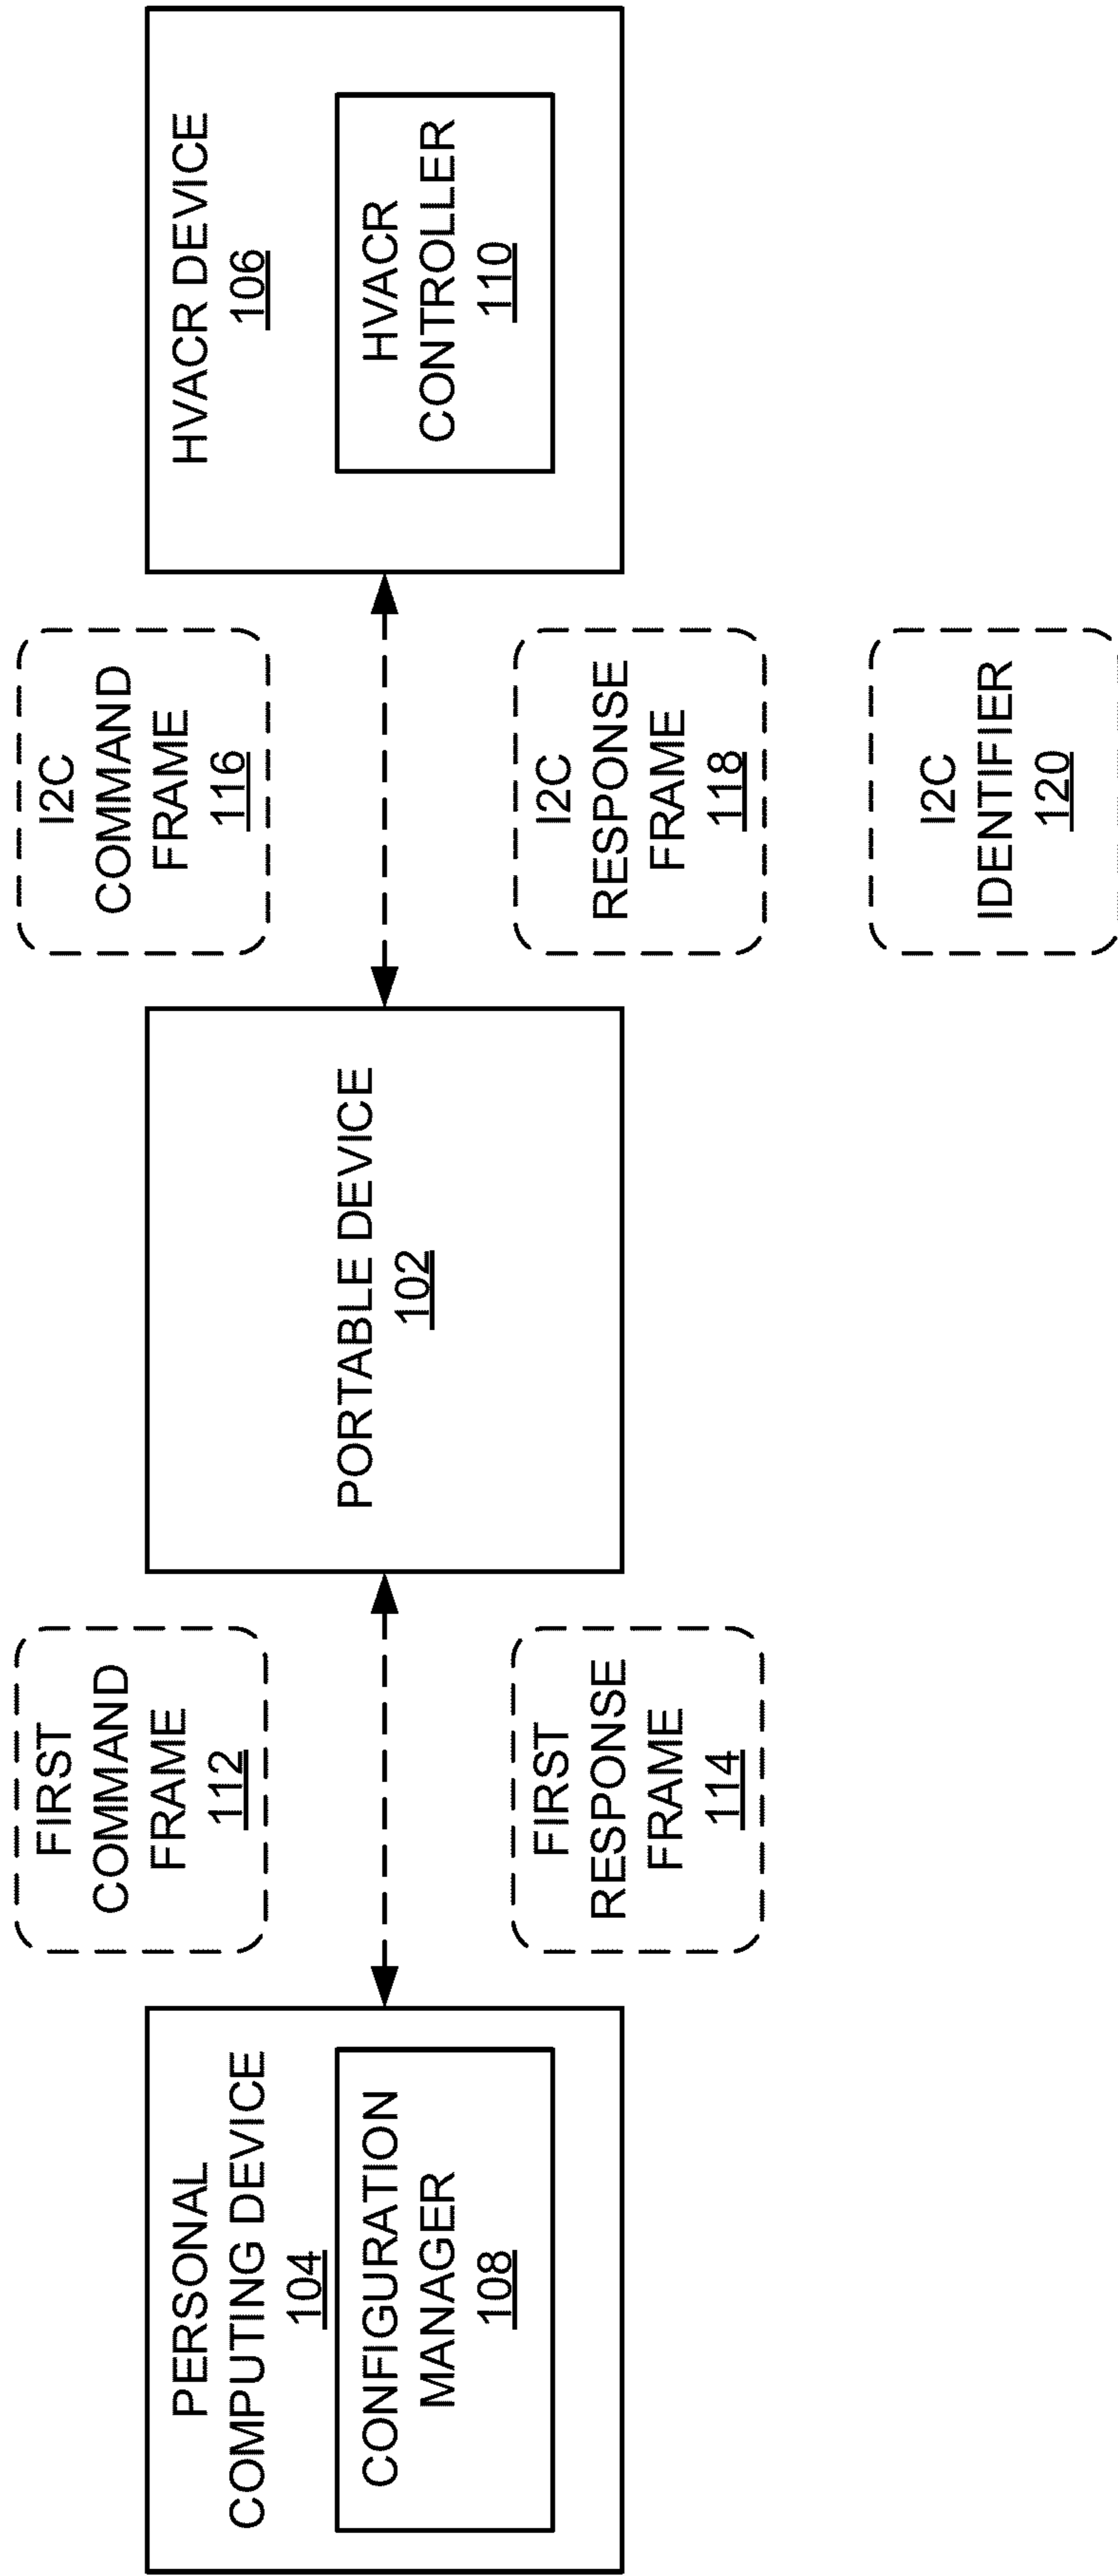 PERSONAL
COMPUTING DEVICE
104
CONFIGURATION
MANAGER
108
FIRST
COMMAND
FRAME
112
FIRST
RESPONSE
FRAME
114
PORTABLE DEVICE
102
I2C
COMMAND
FRAME
116
I2C
RESPONSE
FRAME
118
I2C
IDENTIFIER
120
HVACR DEVICE
106
HVACR
CONTROLLER
110